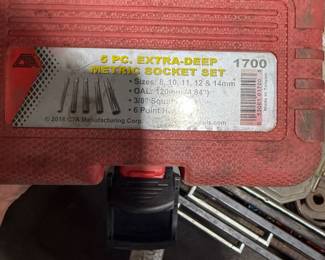 5 PC. EXTRA-DEEP 1700
METRIC SOCKET SET
• Sizes: 8, 10, 11, 12 & 14mm
• OAL: 120mm (4.84")
• 3/8" Square
• 6 Point
© 2018 CTA Manufacturing Corp.